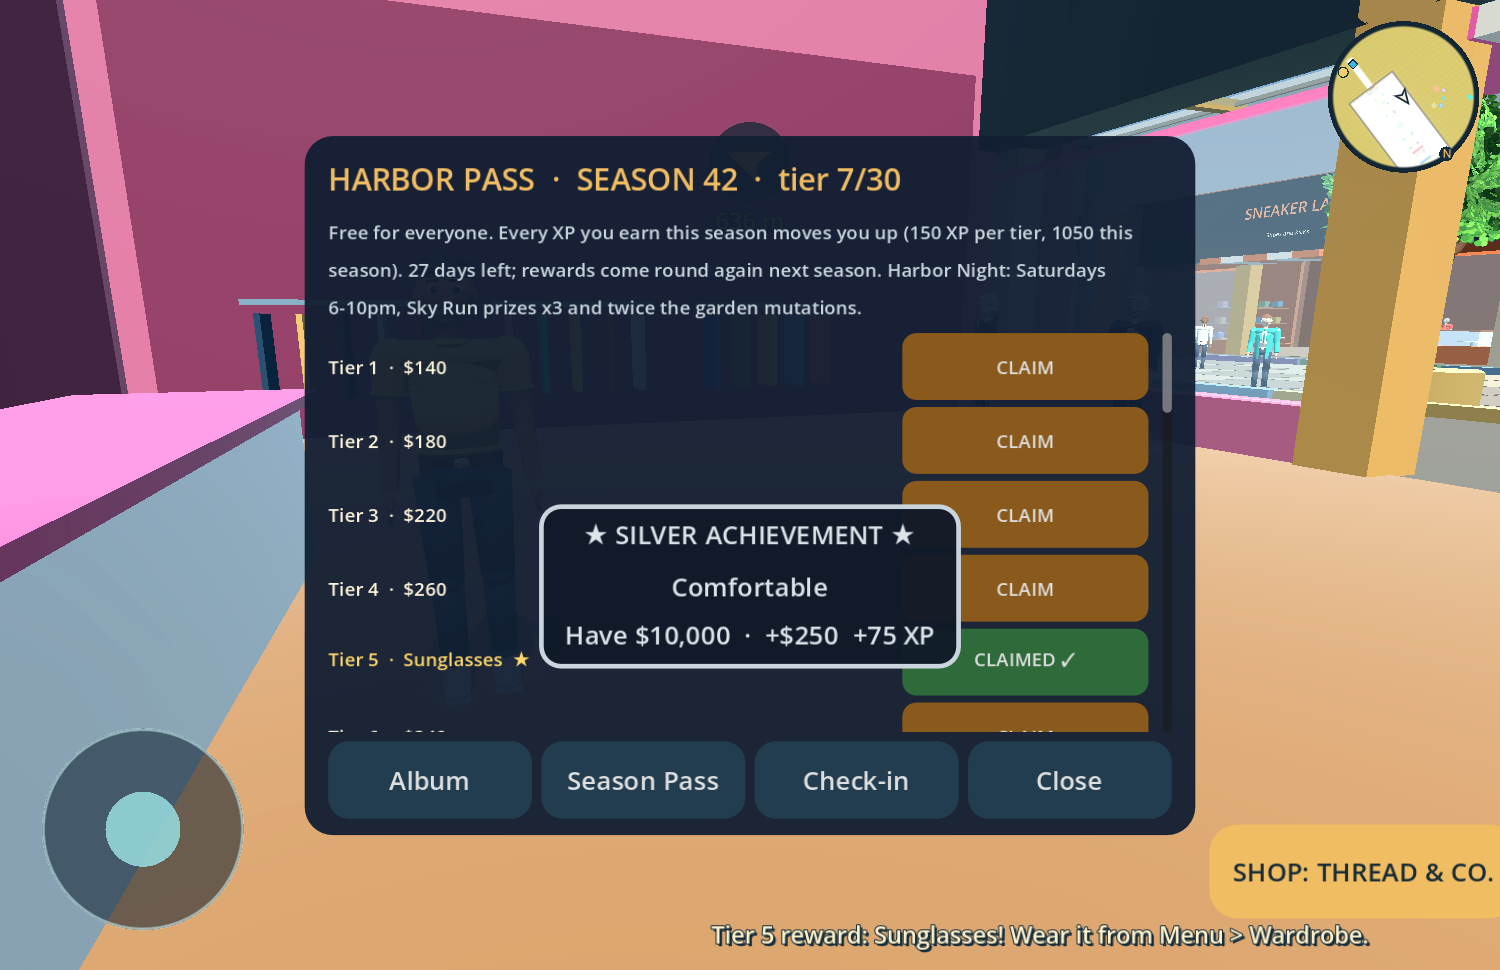 HARBOR PASS · SEASON 42 · tier 7/30
636 m
Free for everyone. Every XP you earn this season moves you up (150 XP per tier, 1050 this
season). 27 days left; rewards come round again next season. Harbor Night: Saturdays
6-10pm, Sky Run prizes x3 and twice the garden mutations.
Tier 1 · $140
CLAIM
Tier 2 · $180
CLAIM
Tier 3 · $220
CLAIM
Tier 4 · $260
CLAIM
Tier 5 · Sunglasses ★
CLAIMED ✓
★ SILVER ACHIEVEMENT ★
Comfortable
Have $10,000 · +$250 +75 XP
Album
Season Pass
Check-in
Close
SHOP: THREAD & CO.
Tier 5 reward: Sunglasses! Wear it from Menu > Wardrobe.
N
SNEAKER LA